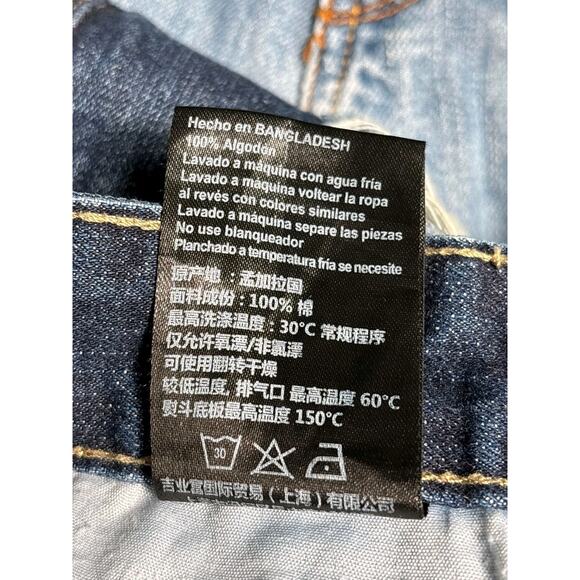 Hecho en BANGLADESH
100% Algoden
Lavado a máquina con agua fría
Lavado a máquina voltear la ropa
al revés con colores similares
Lavado a máquina separe las piezas
No use blanqueador
Planchado a temperatura fría se necesite
原产地：孟加拉国
面料成份：100% 棉
最高洗涤温度：30℃ 常规程序
仅允许氧漂/非氯漂
可使用翻转干燥
较低温度，排气口 最高温度 60℃
熨斗底板最高温度 150℃
30
吉业富国际贸易（上海）有限公司